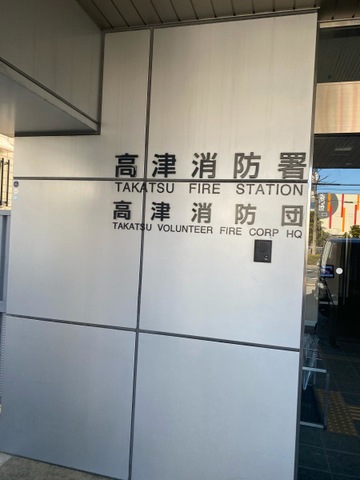 高津消防署
TAKATSU FIRE STATION
高津消防団
TAKATSU VOLUNTEER FIRE CORP HQ